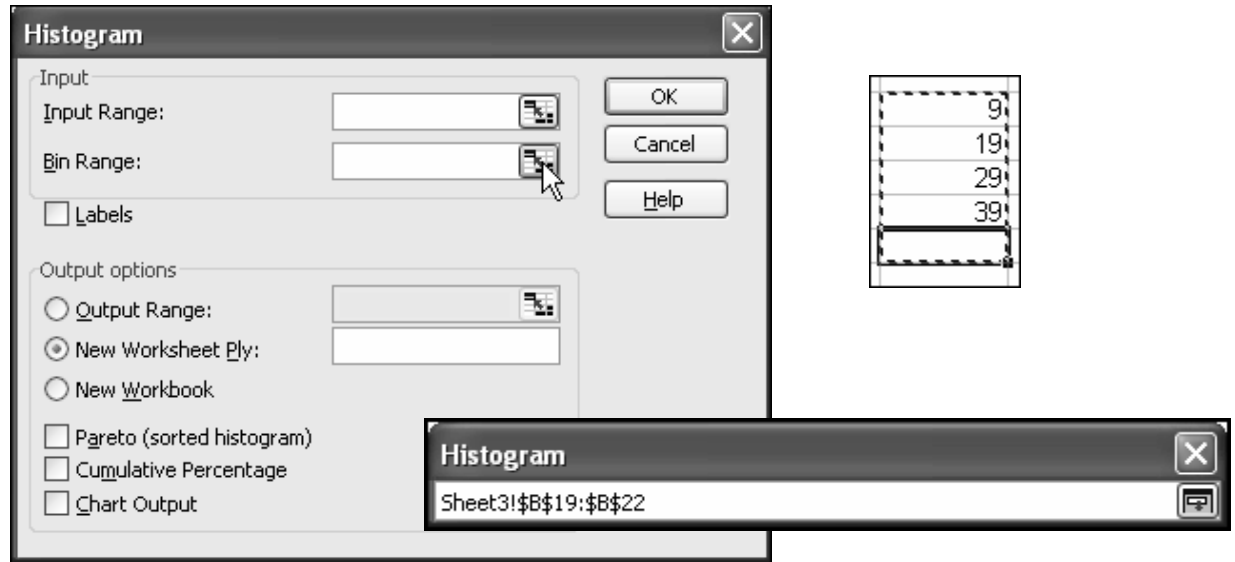 Histogram
Input
Input Range:
Bin Range:
Labels
OK
Cancel
Help
Output options
Output Range:
New Worksheet Ply:
New Workbook
Pareto (sorted histogram)
Cumulative Percentage
Chart Output
9
19
29
39
Histogram
Sheet3!$B$19:$B$22